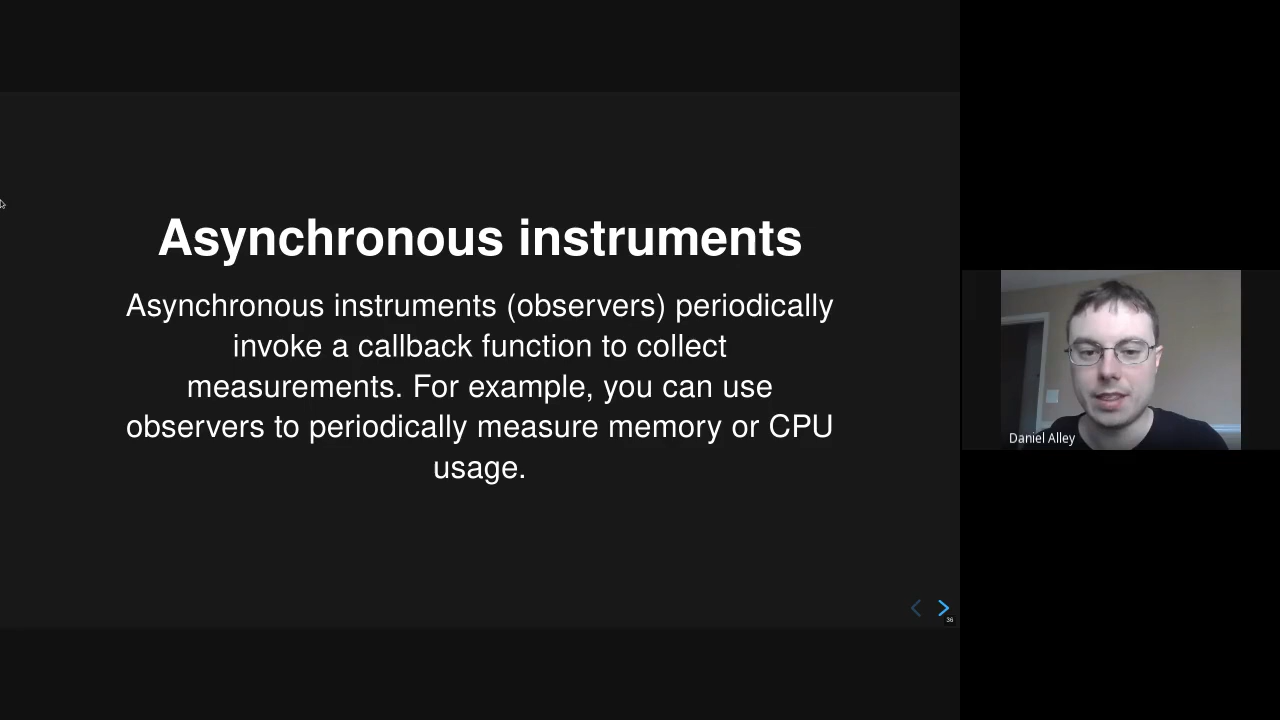 Asynchronous instruments
Asynchronous instruments (observers) periodically
invoke a callback function to collect
measurements. For example, you can use
observers to periodically measure memory or CPU
usage.
36
Daniel Alley